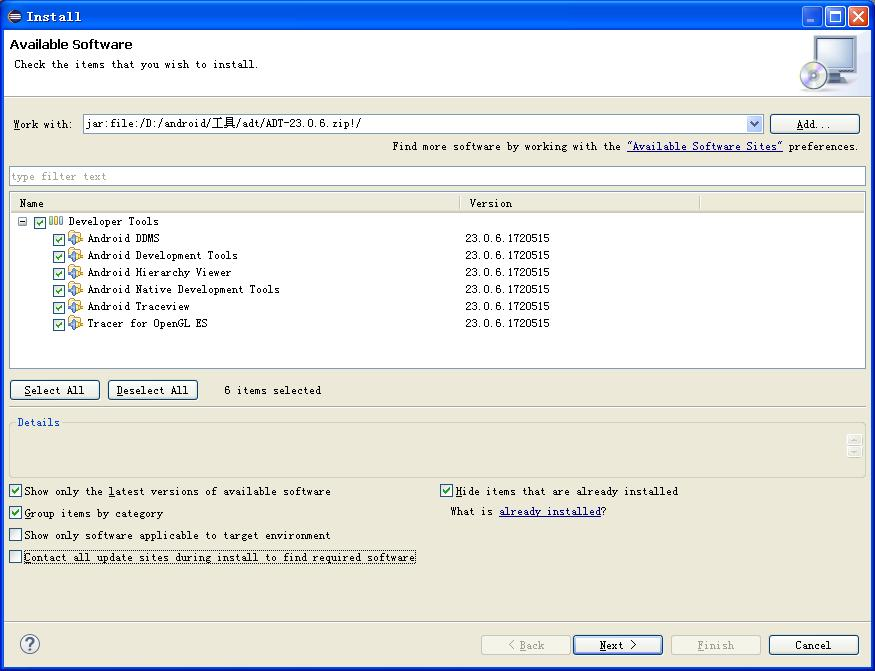 Install
Available Software
Check the items that you wish to install.
Work with: jar:file:/D:/android/工具/adt/ADT-23.0.6.zip!/ Add...
Find more software by working with the "Available Software Sites" preferences.
type filter text
Name Version
Developer Tools
Android DDMS 23.0.6.1720515
Android Development Tools 23.0.6.1720515
Android Hierarchy Viewer 23.0.6.1720515
Android Native Development Tools 23.0.6.1720515
Android Traceview 23.0.6.1720515
Tracer for OpenGL ES 23.0.6.1720515
Select All Deselect All 6 items selected
Details
Show only the latest versions of available software Hide items that are already installed
Group items by category What is already installed?
Show only software applicable to target environment
Contact all update sites during install to find required software
? < Back Next > Finish Cancel